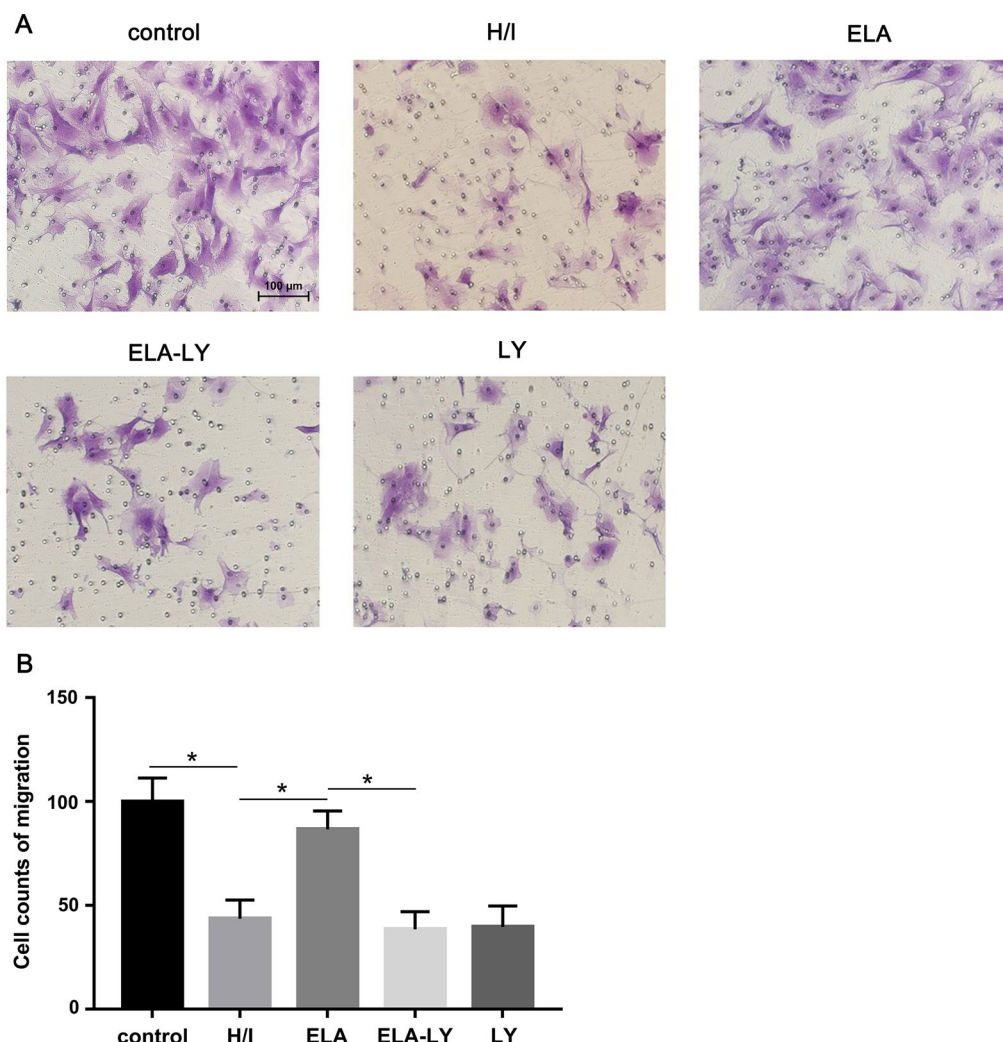 A
control
H/I
ELA
100 µm
ELA-LY
LY
B
Cell counts of migration
150
100
50
0
*
*
*
control
H/I
ELA
ELA-LY
LY